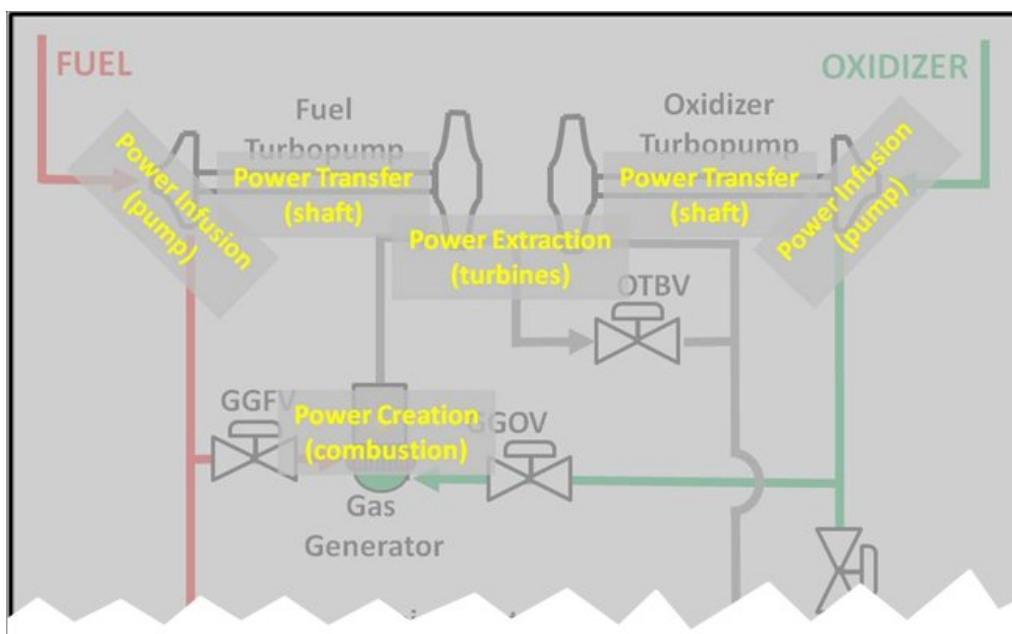 FUEL
OXIDIZER
Fuel
Turbopump
Oxidizer
Turbopump
Power Infusion
(pump)
Power Transfer
(shaft)
Power Transfer
(shaft)
Power Infusion
(pump)
Power Extraction
(turbines)
OTBV
GGFV
Power Creation
(combustion)
GGOV
Gas
Generator